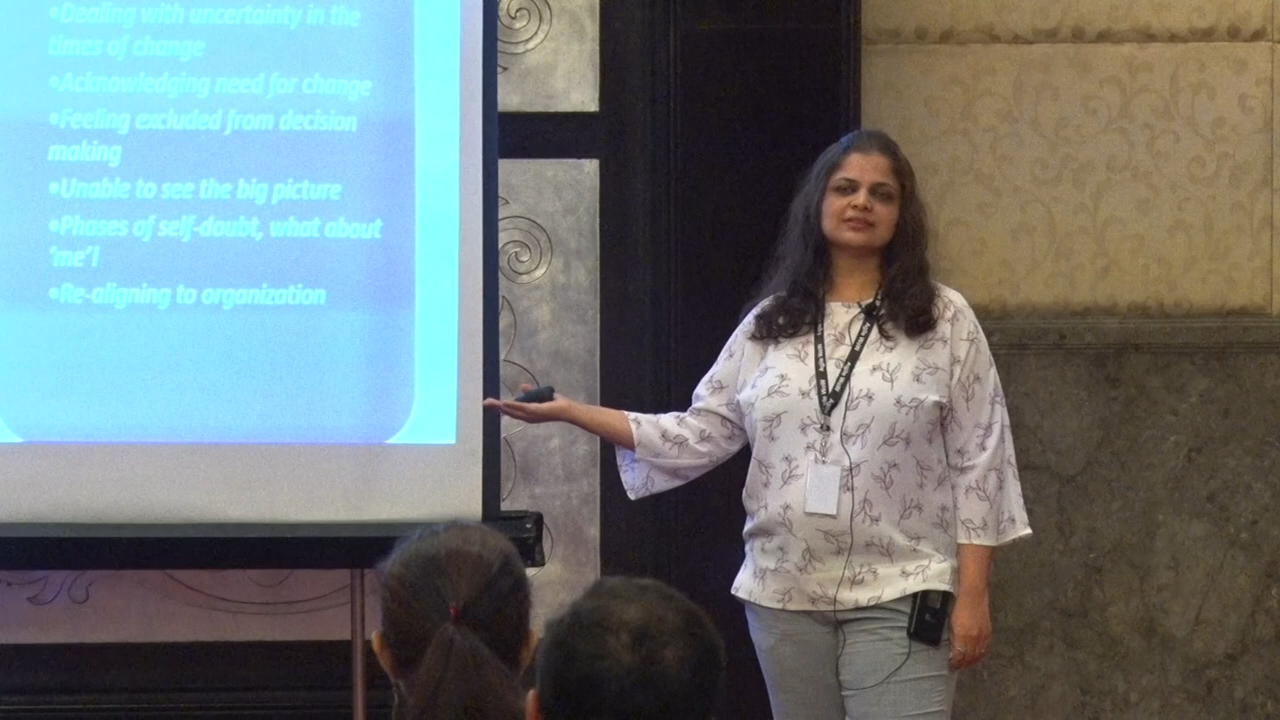 •Dealing with uncertainty in the
times of change
•Acknowledging need for change
•Feeling excluded from decision
making
•Unable to see the big picture
•Phases of self-doubt, what about
'me'!
•Re-aligning to organization